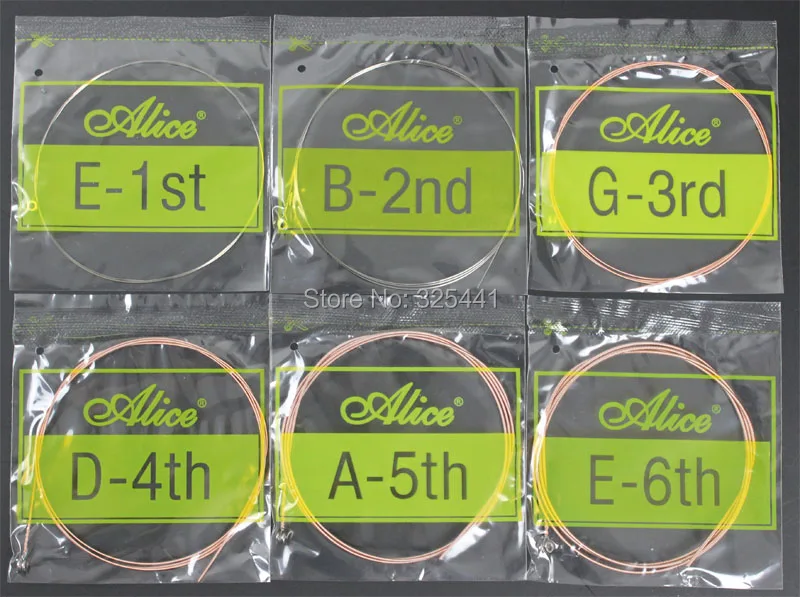 Alice®
E-1st
Alice®
B-2nd
Alice®
G-3rd
Store No: 325441
Alice®
D-4th
Alice®
A-5th
Alice®
E-6th